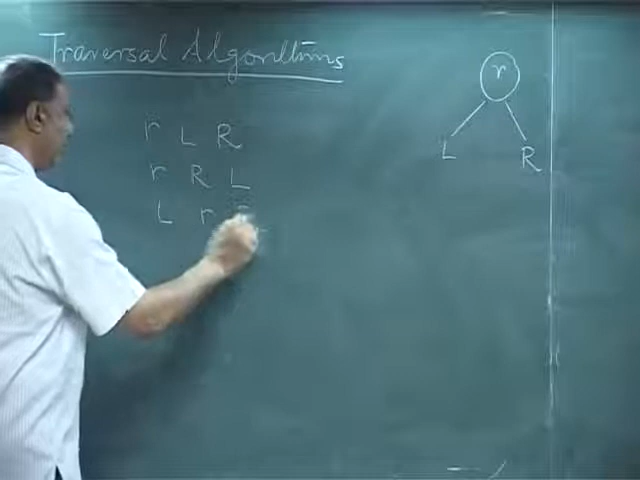 Traversal Algorithms
r
L R
r L R
r R L
L r